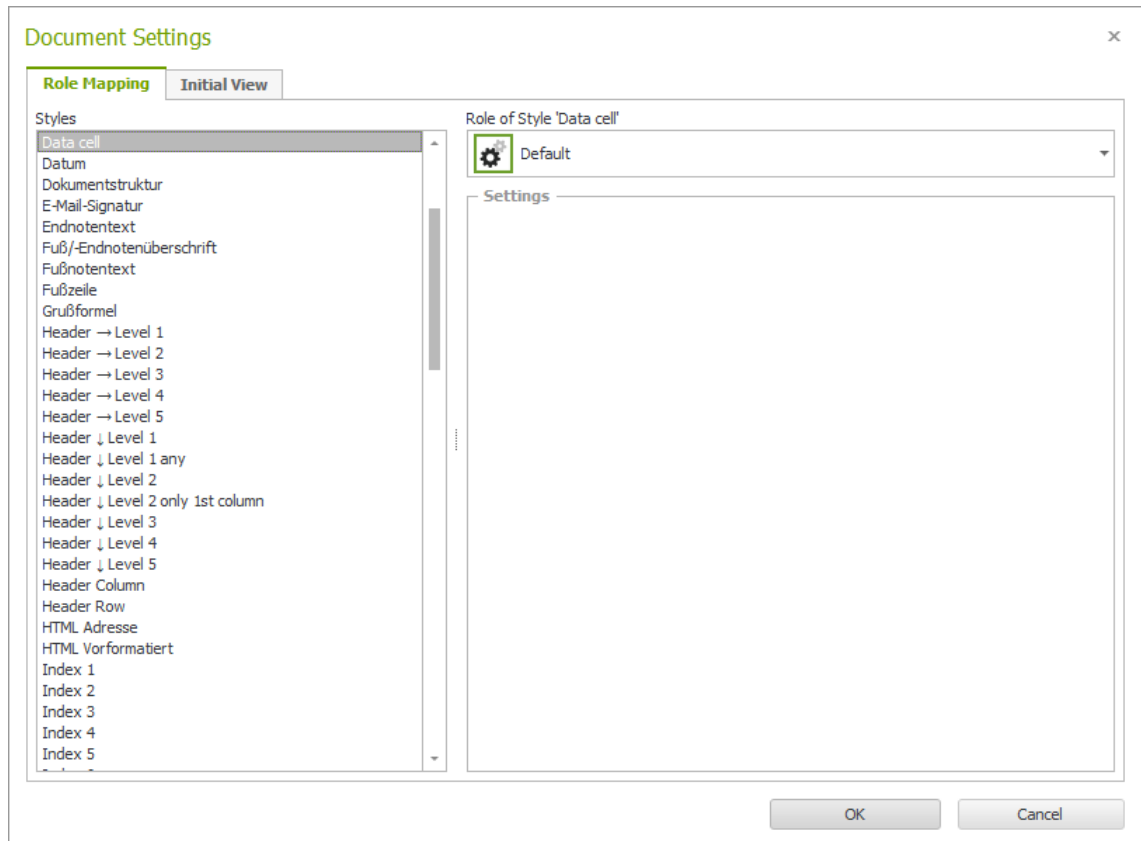 Document Settings
Role Mapping
Initial View
Styles
Data cell
Datum
Dokumentstruktur
E-Mail-Signatur
Endnotentext
Fuß/-Endnotenüberschrift
Fußnotentext
Fußzeile
Grußformel
Header → Level 1
Header → Level 2
Header → Level 3
Header → Level 4
Header → Level 5
Header ↓ Level 1
Header ↓ Level 1 any
Header ↓ Level 2
Header ↓ Level 2 only 1st column
Header ↓ Level 3
Header ↓ Level 4
Header ↓ Level 5
Header Column
Header Row
HTML Adresse
HTML Vorformatiert
Index 1
Index 2
Index 3
Index 4
Index 5
Role of Style 'Data cell'
Default
Settings
OK
Cancel